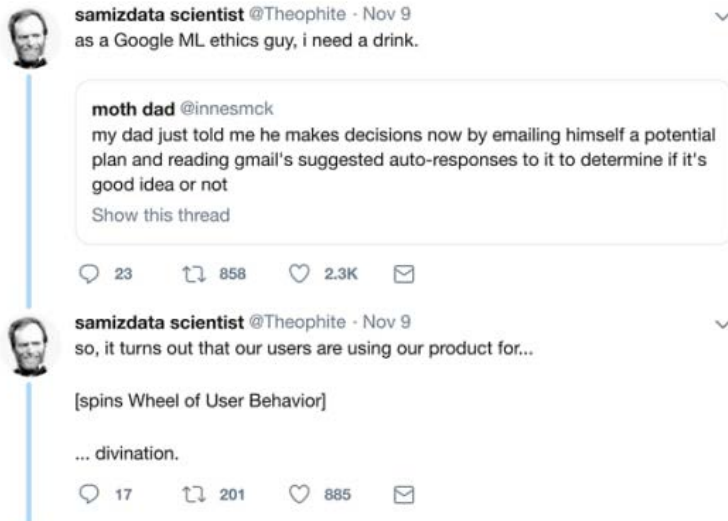 samizdata scientist @Theophite · Nov 9
as a Google ML ethics guy, i need a drink.
moth dad @innesmck
my dad just told me he makes decisions now by emailing himself a potential
plan and reading gmail's suggested auto-responses to it to determine if it's
good idea or not
Show this thread
23 858 2.3K
samizdata scientist @Theophite · Nov 9
so, it turns out that our users are using our product for...
[spins Wheel of User Behavior]
... divination.
17 201 885